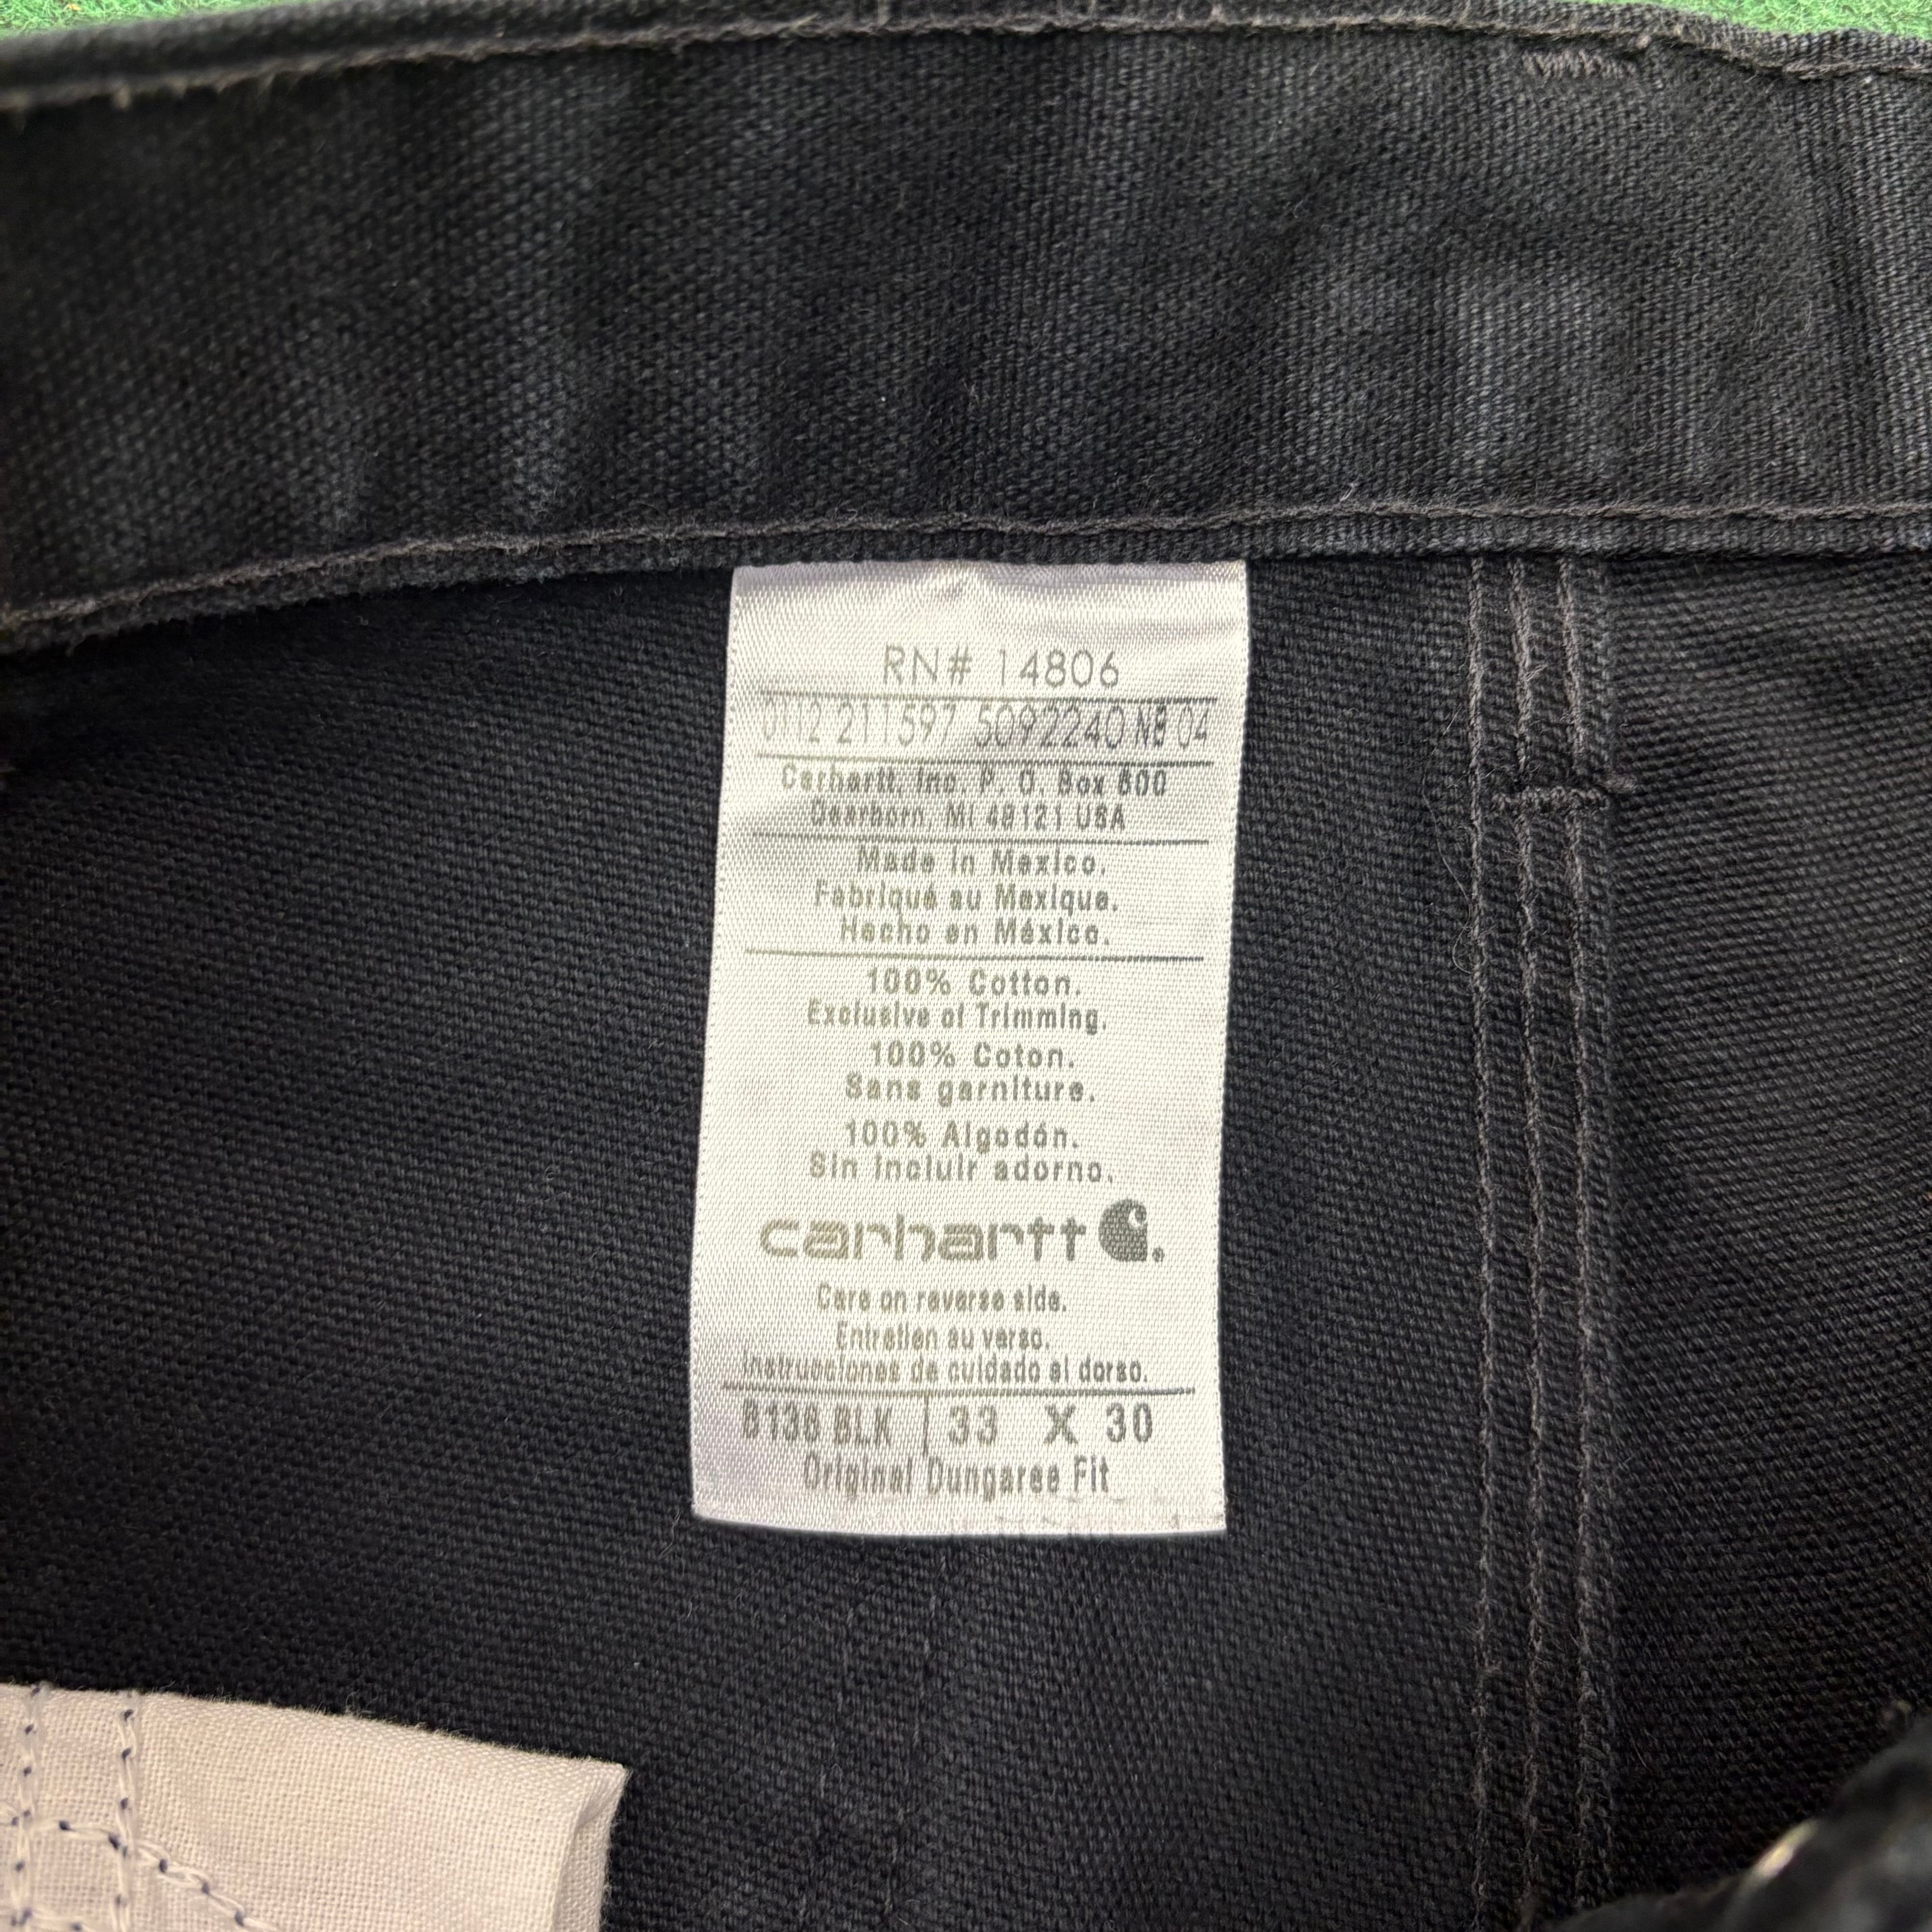 RN# 14806
0112 211597 5092240 NB 04
Carhartt, Inc. P. O. Box 600
Dearborn, MI 48121 USA
Made in Mexico.
Fabriqué au Mexique.
Hecho en México.
100% Cotton.
Exclusive of Trimming.
100% Coton.
Sans garniture.
100% Algodón.
Sin incluir adorno.
carhartt
Care on reverse side.
Entretien au verso.
Instrucciones de cuidado al dorso.
B136 BLK | 33 X 30
Original Dungaree Fit